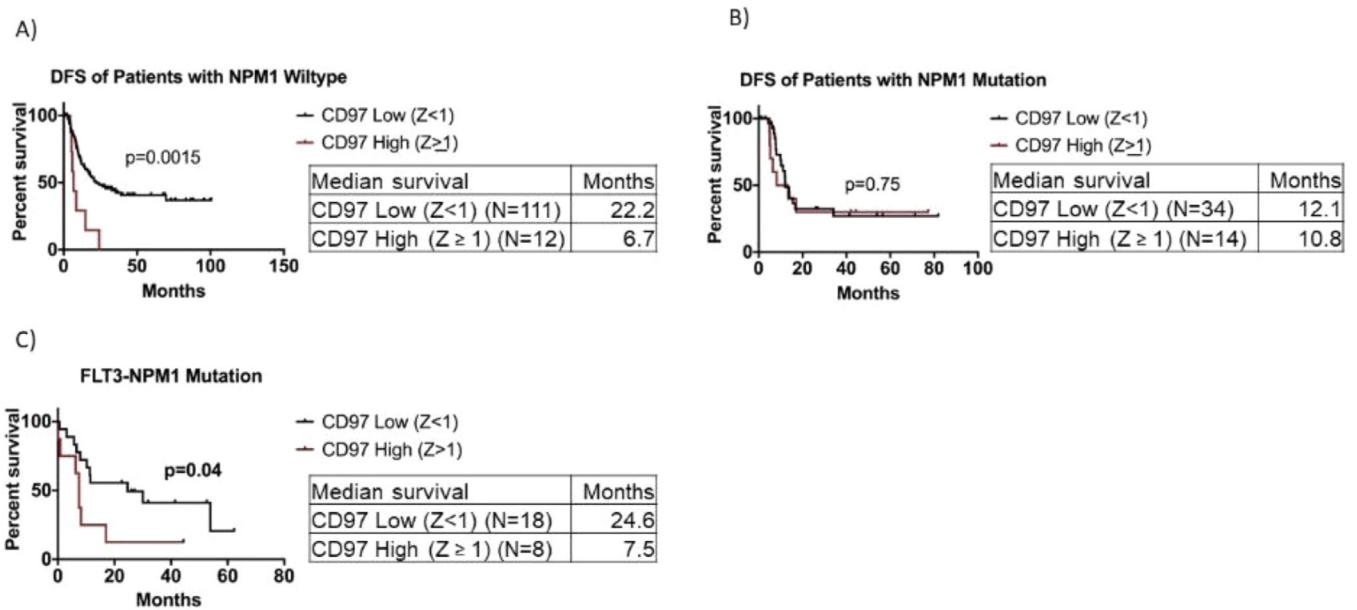 A)
DFS of Patients with NPM1 Wiltype
Percent survival
100
50
0
0 50 100 150
Months
p=0.0015
CD97 Low (Z<1)
CD97 High (Z≥1)
Median survival Months
CD97 Low (Z<1) (N=111) 22.2
CD97 High (Z ≥ 1) (N=12) 6.7
B)
DFS of Patients with NPM1 Mutation
Percent survival
100
50
0
0 20 40 60 80 100
Months
p=0.75
CD97 Low (Z<1)
CD97 High (Z≥1)
Median survival Months
CD97 Low (Z<1) (N=34) 12.1
CD97 High (Z ≥ 1) (N=14) 10.8
C)
FLT3-NPM1 Mutation
Percent survival
100
50
0
0 20 40 60 80
Months
p=0.04
CD97 Low (Z<1)
CD97 High (Z>1)
Median survival Months
CD97 Low (Z<1) (N=18) 24.6
CD97 High (Z ≥ 1) (N=8) 7.5